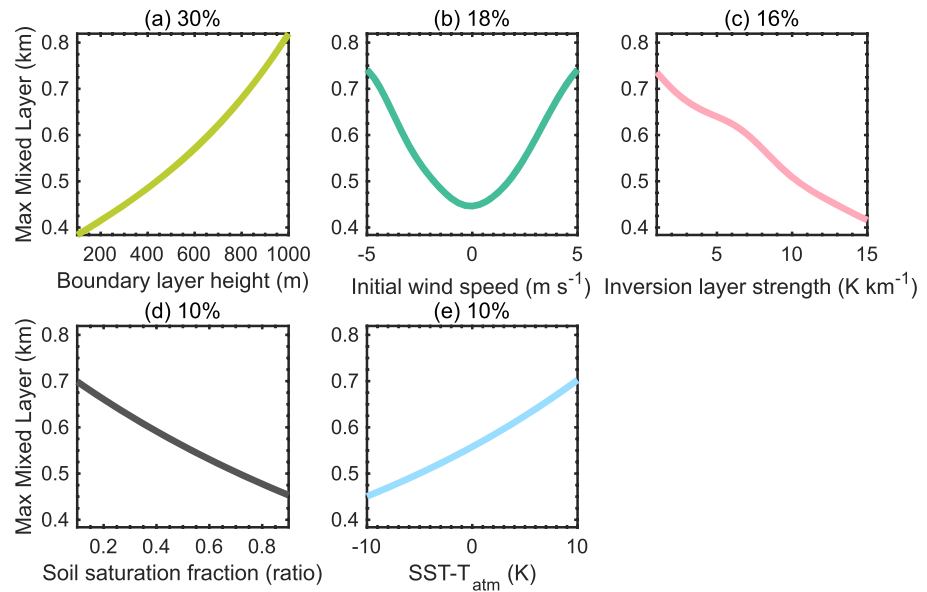 (a) 30%
(b) 18%
(c) 16%
Max Mixed Layer (km)
0.8
0.7
0.6
0.5
0.4
200 400 600 800 1000
Boundary layer height (m)
0.8
0.7
0.6
0.5
0.4
-5 0 5
Initial wind speed (m s⁻¹)
0.8
0.7
0.6
0.5
0.4
5 10 15
Inversion layer strength (K km⁻¹)
(d) 10%
(e) 10%
Max Mixed Layer (km)
0.8
0.7
0.6
0.5
0.4
0.2 0.4 0.6 0.8
Soil saturation fraction (ratio)
0.8
0.7
0.6
0.5
0.4
-10 0 10
SST-T_atm (K)